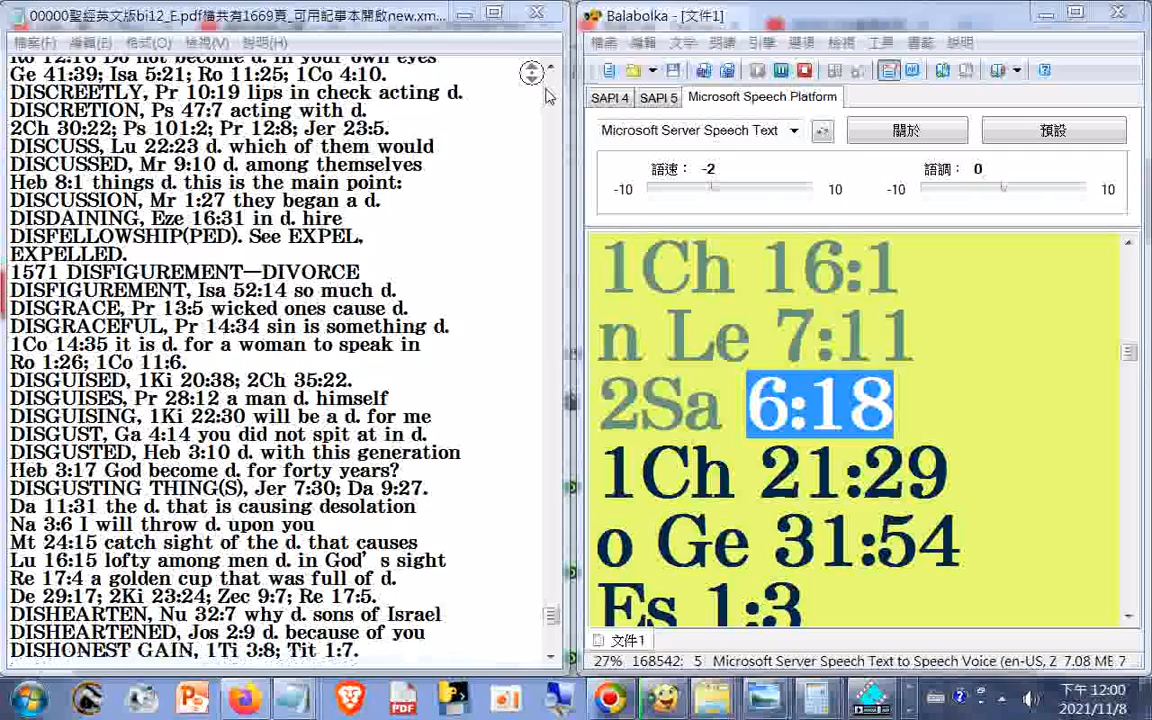 00000聖經英文版bi12_E.pdf檔共有1669頁_可用記事本開啟new.xm...
檔案(F) 編輯(E) 格式(O) 檢視(V) 說明(H)
Ro 12:16 Do not become d. in your own eyes
Ge 41:39; Isa 5:21; Ro 11:25; 1Co 4:10.
DISCREETLY, Pr 10:19 lips in check acting d.
DISCRETION, Ps 47:7 acting with d.
2Ch 30:22; Ps 101:2; Pr 12:8; Jer 23:5.
DISCUSS, Lu 22:23 d. which of them would
DISCUSSED, Mr 9:10 d. among themselves
Heb 8:1 things d. this is the main point:
DISCUSSION, Mr 1:27 they began a d.
DISDAINING, Eze 16:31 in d. hire
DISFELLOWSHIP(PED). See EXPEL,
EXPELLED.
1571 DISFIGUREMENT—DIVORCE
DISFIGUREMENT, Isa 52:14 so much d.
DISGRACE, Pr 13:5 wicked ones cause d.
DISGRACEFUL, Pr 14:34 sin is something d.
1Co 14:35 it is d. for a woman to speak in
Ro 1:26; 1Co 11:6.
DISGUISED, 1Ki 20:38; 2Ch 35:22.
DISGUISES, Pr 28:12 a man d. himself
DISGUISING, 1Ki 22:30 will be a d. for me
DISGUST, Ga 4:14 you did not spit at in d.
DISGUSTED, Heb 3:10 d. with this generation
Heb 3:17 God become d. for forty years?
DISGUSTING THING(S), Jer 7:30; Da 9:27.
Da 11:31 the d. that is causing desolation
Na 3:6 I will throw d. upon you
Mt 24:15 catch sight of the d. that causes
Lu 16:15 lofty among men d. in God’s sight
Re 17:4 a golden cup that was full of d.
De 29:17; 2Ki 23:24; Zec 9:7; Re 17:5.
DISHEARTEN, Nu 32:7 why d. sons of Israel
DISHEARTENED, Jos 2:9 d. because of you
DISHONEST GAIN, 1Ti 3:8; Tit 1:7.
Balabolka - [文件1]
檔案 編輯 文字 朗讀 引擎 選項 檢視 工具 書籤 說明
SAPI 4 SAPI 5 Microsoft Speech Platform
Microsoft Server Speech Text 關於 預設
語速: -2 語調: 0
-10 10 -10 10
1Ch 16:1
n Le 7:11
2Sa 6:18
1Ch 21:29
o Ge 31:54
Es 1:3
文件1
27% 168542: 5 Microsoft Server Speech Text to Speech Voice (en-US, Z 7.08 ME 7
PDF
下午 12:00
2021/11/8